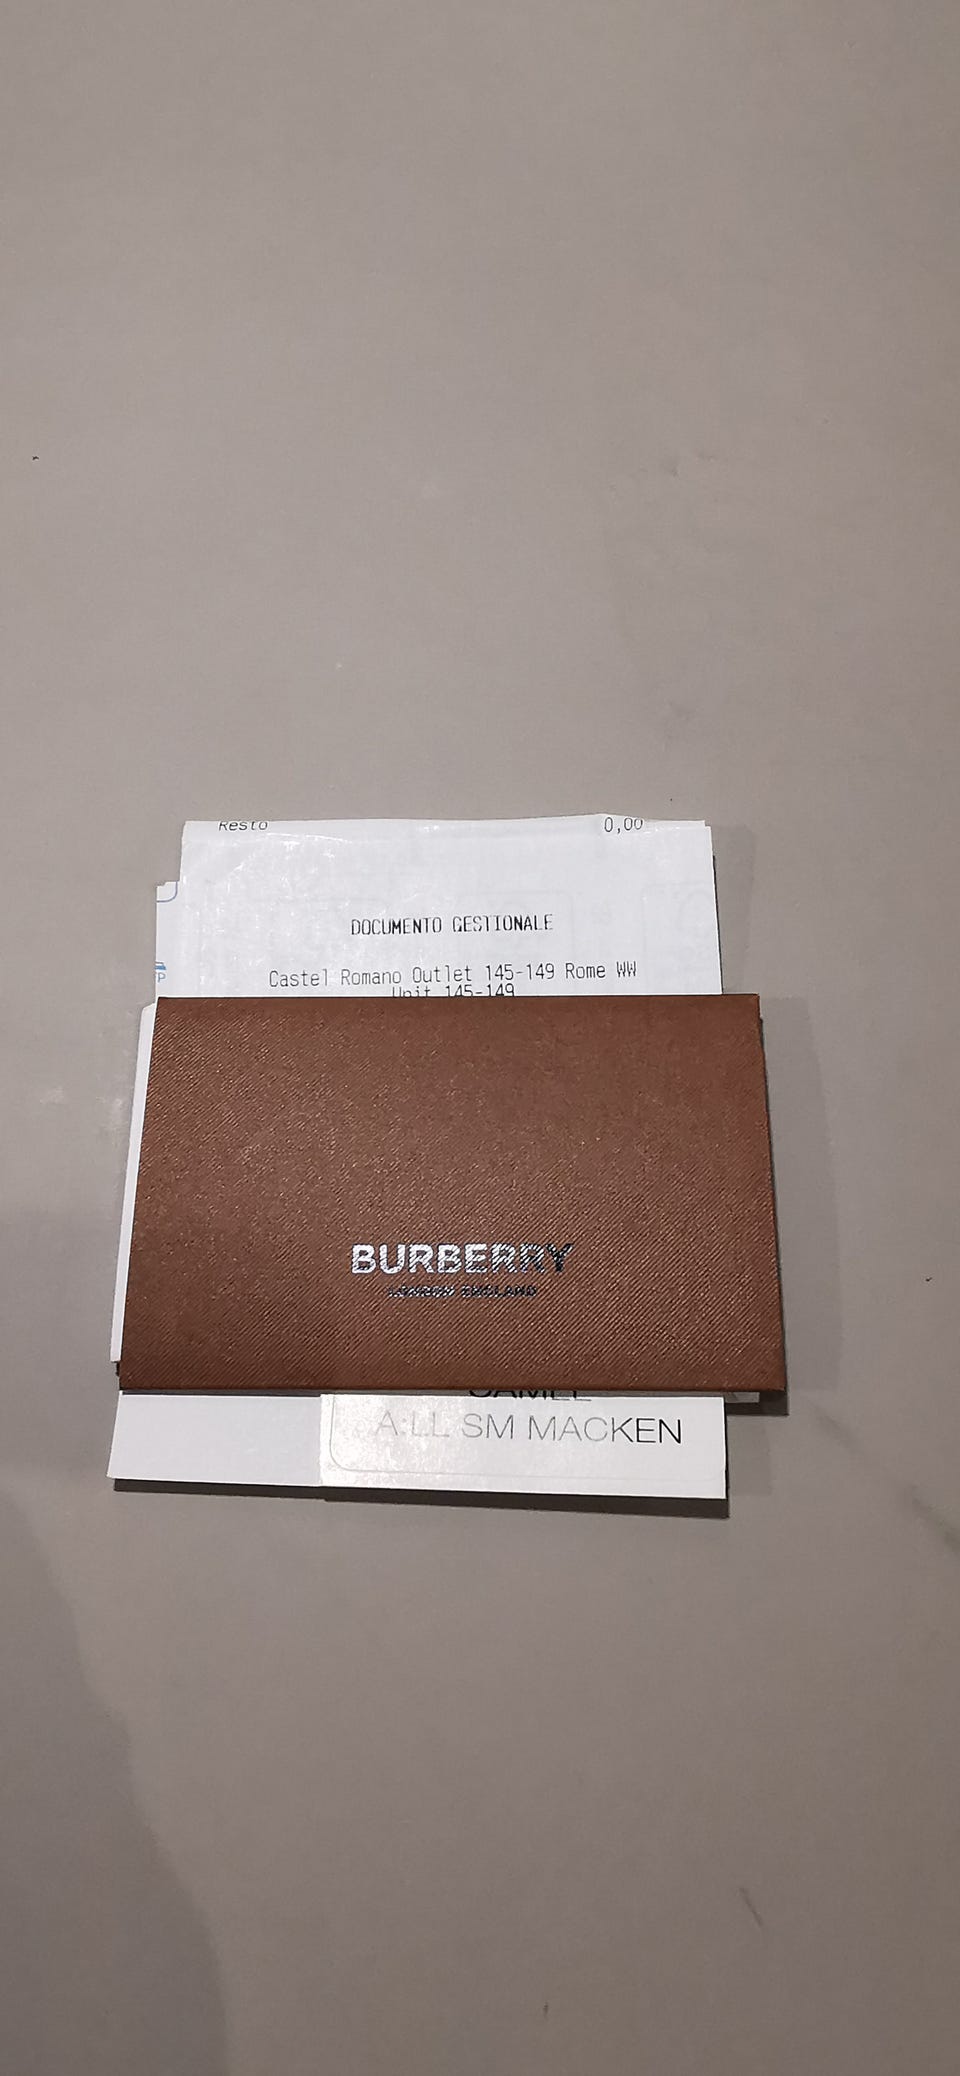 Resto 0,00
DOCUMENTO GESTIONALE
Castel Romano Outlet 145-149 Rome WW
Unit 145-149
BURBERRY
LONDON ENGLAND
A:LL SM MACKEN